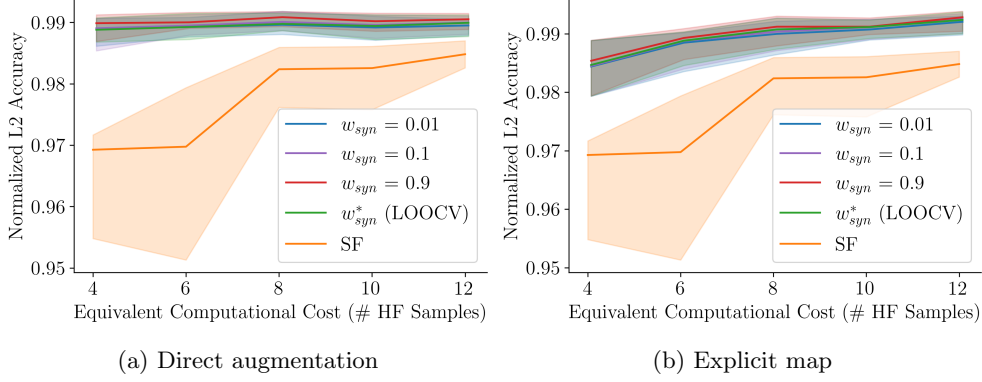 Normalized L2 Accuracy
0.99
0.98
0.97
0.96
0.95
w_syn = 0.01
w_syn = 0.1
w_syn = 0.9
w*_syn (LOOCV)
SF
4 6 8 10 12
Equivalent Computational Cost (# HF Samples)
(a) Direct augmentation
Normalized L2 Accuracy
0.99
0.98
0.97
0.96
0.95
w_syn = 0.01
w_syn = 0.1
w_syn = 0.9
w*_syn (LOOCV)
SF
4 6 8 10 12
Equivalent Computational Cost (# HF Samples)
(b) Explicit map